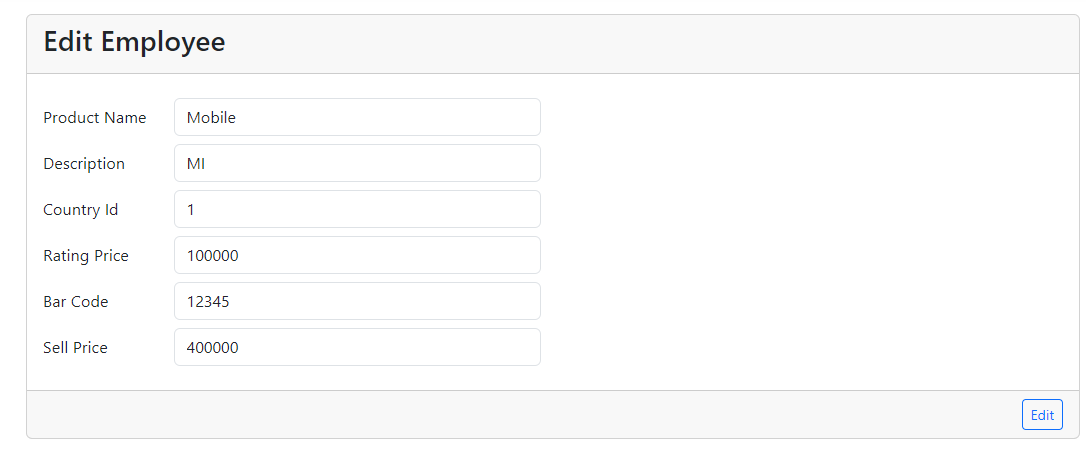 Edit Employee
Product Name Mobile
Description MI
Country Id 1
Rating Price 100000
Bar Code 12345
Sell Price 400000
Edit